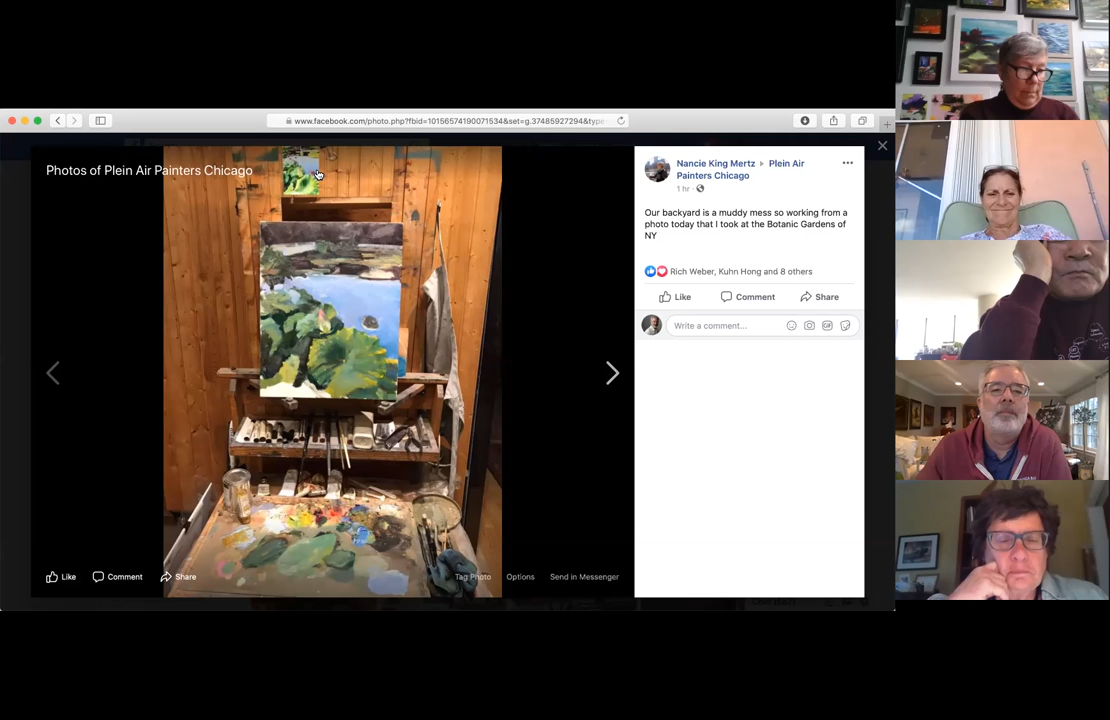 www.facebook.com/photo.php?fbid=10156574190071534&set=g.37485927294&type
Photos of Plein Air Painters Chicago
Nancie King Mertz ▸ Plein Air
Painters Chicago
1 hr ·
Our backyard is a muddy mess so working from a
photo today that I took at the Botanic Gardens of
NY
Rich Weber, Kuhn Hong and 8 others
Like Comment Share
Write a comment...
GIF
Like Comment Share
Tag Photo Options Send in Messenger